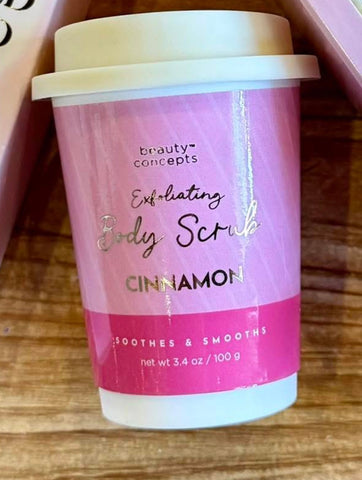 beauty
concepts
Exfoliating
Body Scrub
CINNAMON
SOOTHES & SMOOTHS
net wt 3.4 oz / 100 g